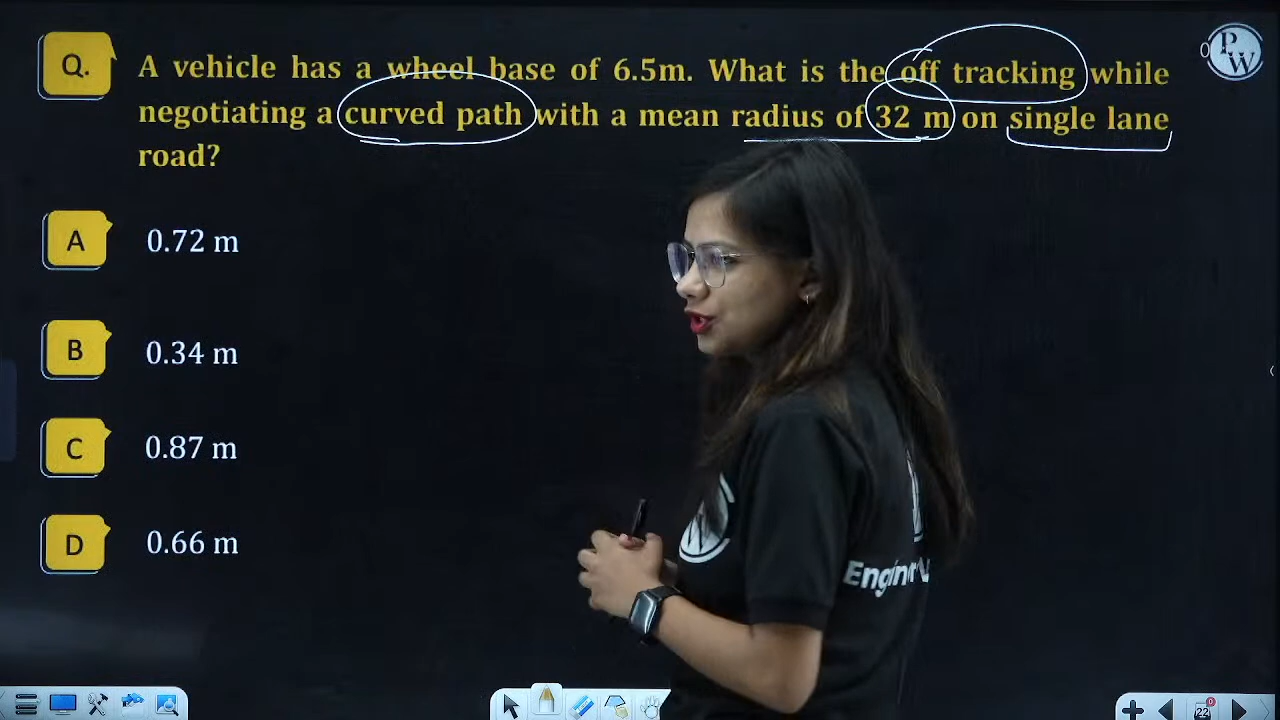 Q.
A vehicle has a wheel base of 6.5m. What is the off tracking while
negotiating a curved path with a mean radius of 32 m on single lane
road?
A 0.72 m
B 0.34 m
C 0.87 m
D 0.66 m
P
W
22